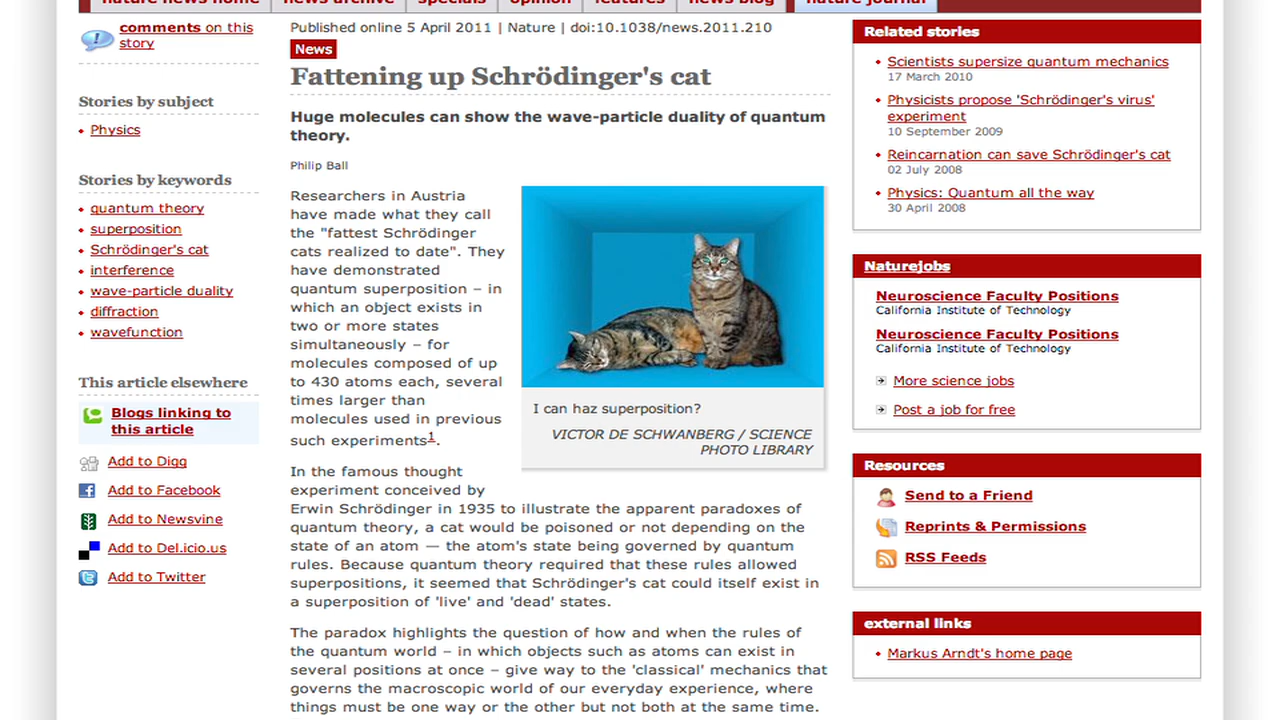 nature news home
news archive
specials
opinion
features
news blog
nature journal
comments on this
story
Stories by subject
Physics
Stories by keywords
quantum theory
superposition
Schrödinger's cat
interference
wave-particle duality
diffraction
wavefunction
This article elsewhere
Blogs linking to
this article
Add to Digg
Add to Facebook
Add to Newsvine
Add to Del.icio.us
Add to Twitter
Published online 5 April 2011 | Nature | doi:10.1038/news.2011.210
News
Fattening up Schrödinger's cat
Huge molecules can show the wave-particle duality of quantum
theory.
Philip Ball
Researchers in Austria
have made what they call
the "fattest Schrödinger
cats realized to date". They
have demonstrated
quantum superposition – in
which an object exists in
two or more states
simultaneously – for
molecules composed of up
to 430 atoms each, several
times larger than
molecules used in previous
such experiments1.
I can haz superposition?
VICTOR DE SCHWANBERG / SCIENCE
PHOTO LIBRARY
In the famous thought
experiment conceived by
Erwin Schrödinger in 1935 to illustrate the apparent paradoxes of
quantum theory, a cat would be poisoned or not depending on the
state of an atom — the atom's state being governed by quantum
rules. Because quantum theory required that these rules allowed
superpositions, it seemed that Schrödinger's cat could itself exist in
a superposition of 'live' and 'dead' states.
The paradox highlights the question of how and when the rules of
the quantum world – in which objects such as atoms can exist in
several positions at once – give way to the 'classical' mechanics that
governs the macroscopic world of our everyday experience, where
things must be one way or the other but not both at the same time.
Related stories
Scientists supersize quantum mechanics
17 March 2010
Physicists propose 'Schrödinger's virus'
experiment
10 September 2009
Reincarnation can save Schrödinger's cat
02 July 2008
Physics: Quantum all the way
30 April 2008
Naturejobs
Neuroscience Faculty Positions
California Institute of Technology
Neuroscience Faculty Positions
California Institute of Technology
More science jobs
Post a job for free
Resources
Send to a Friend
Reprints & Permissions
RSS Feeds
external links
Markus Arndt's home page